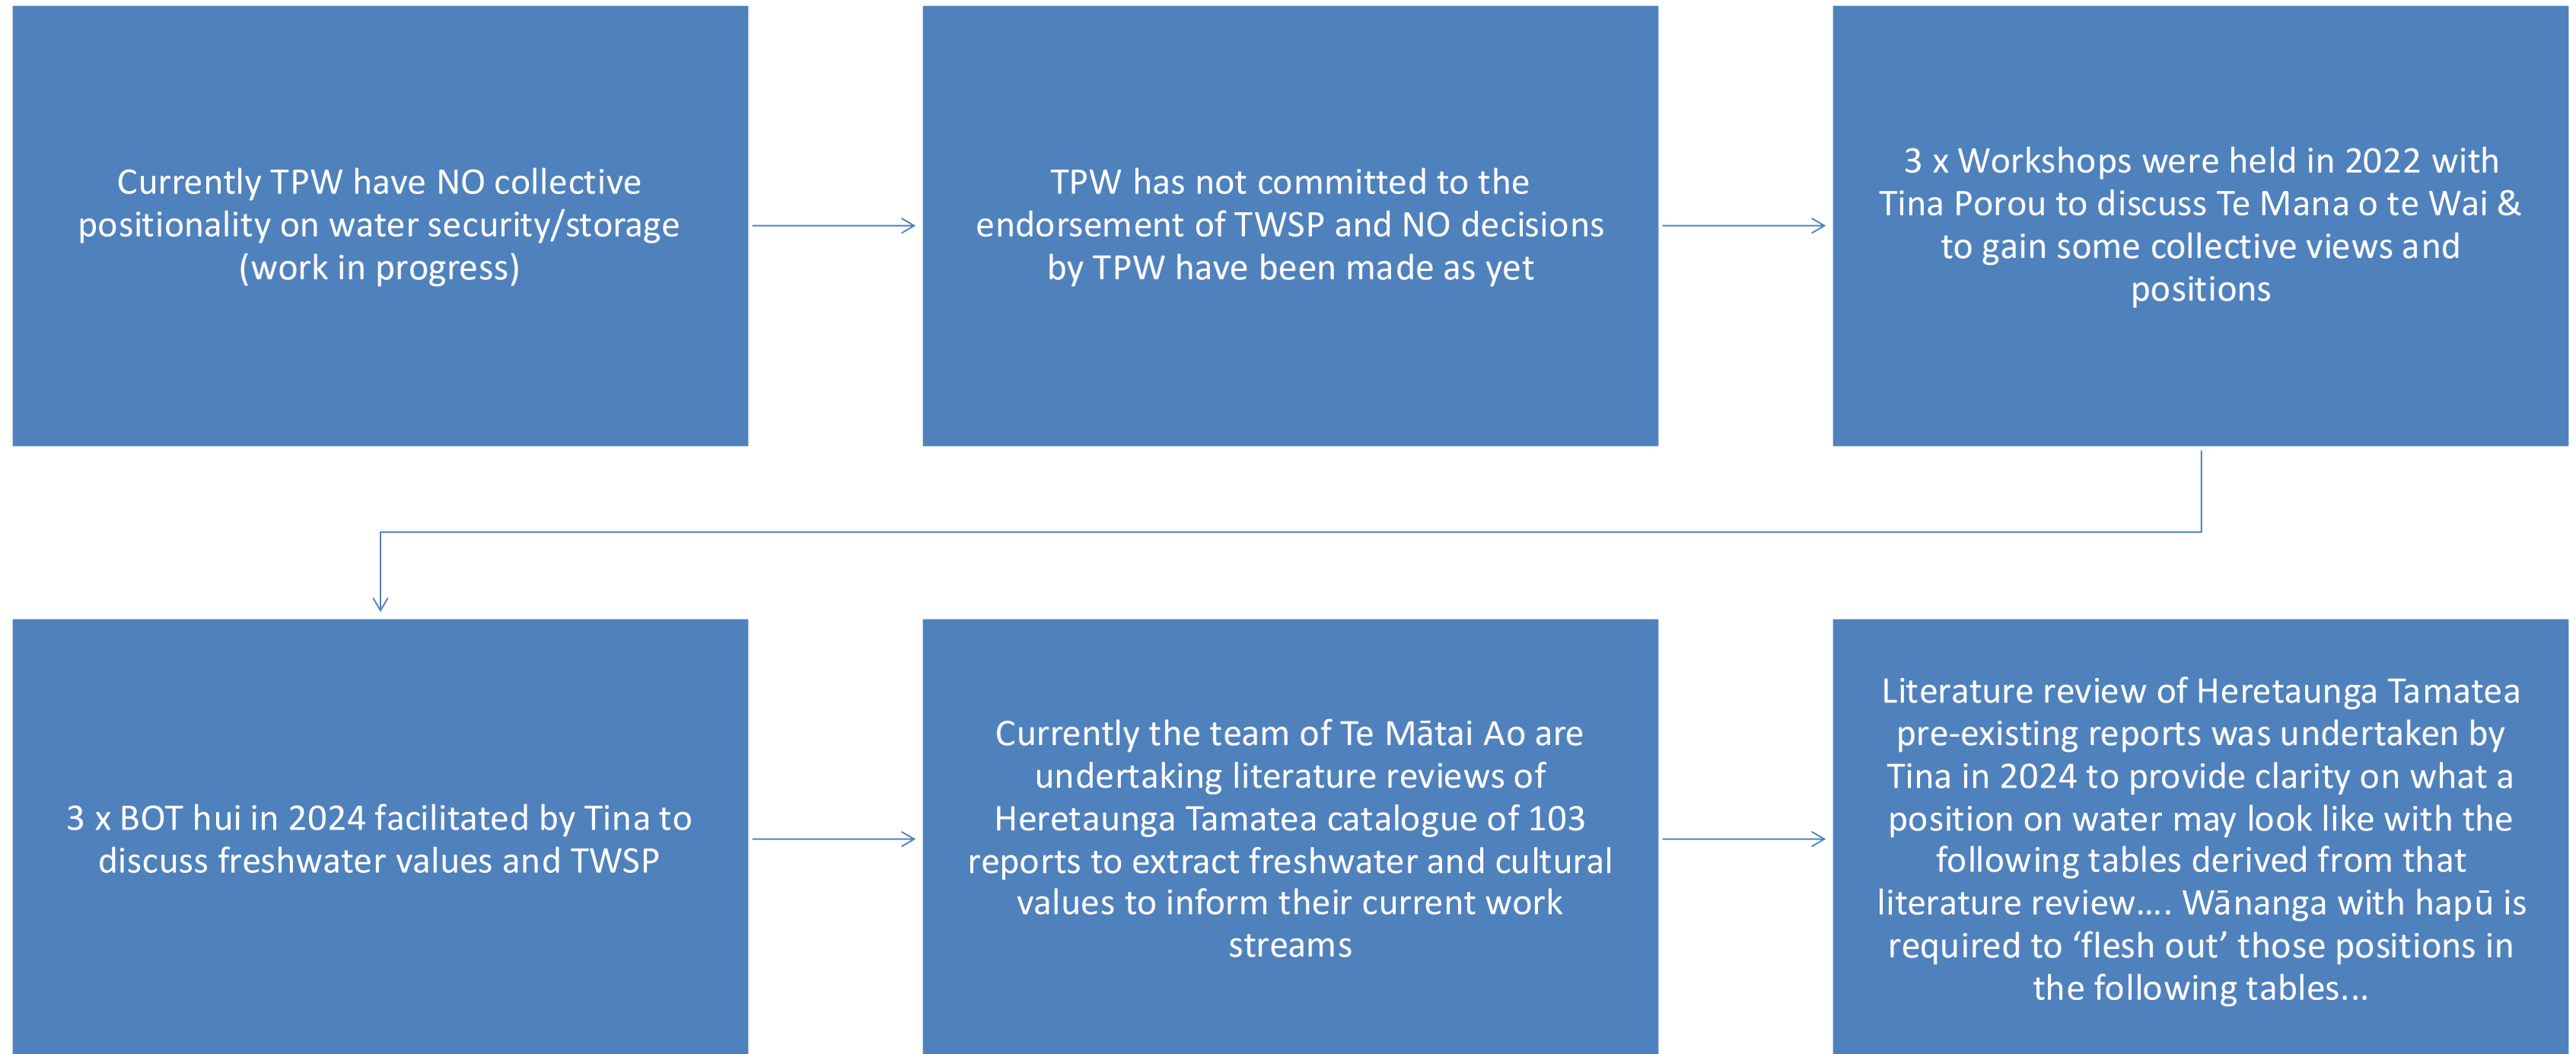 Currently TPW have NO collective
positionality on water security/storage
(work in progress)
TPW has not committed to the
endorsement of TWSP and NO decisions
by TPW have been made as yet
3 x Workshops were held in 2022 with
Tina Porou to discuss Te Mana o te Wai &
to gain some collective views and
positions
3 x BOT hui in 2024 facilitated by Tina to
discuss freshwater values and TWSP
Currently the team of Te Mātai Ao are
undertaking literature reviews of
Heretaunga Tamatea catalogue of 103
reports to extract freshwater and cultural
values to inform their current work
streams
Literature review of Heretaunga Tamatea
pre-existing reports was undertaken by
Tina in 2024 to provide clarity on what a
position on water may look like with the
following tables derived from that
literature review…. Wānanga with hapū is
required to ‘flesh out’ those positions in
the following tables...